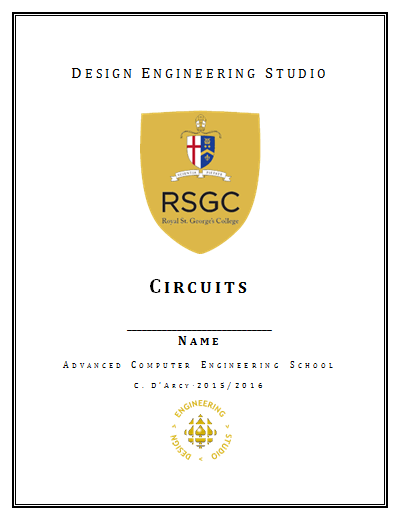 DESIGN ENGINEERING STUDIO
RSGC
Royal St. George's College
CIRCUITS
NAME
ADVANCED COMPUTER ENGINEERING SCHOOL
C. D'ARCY·2015/2016
ENGINEERING
STUDIO
DESIGN